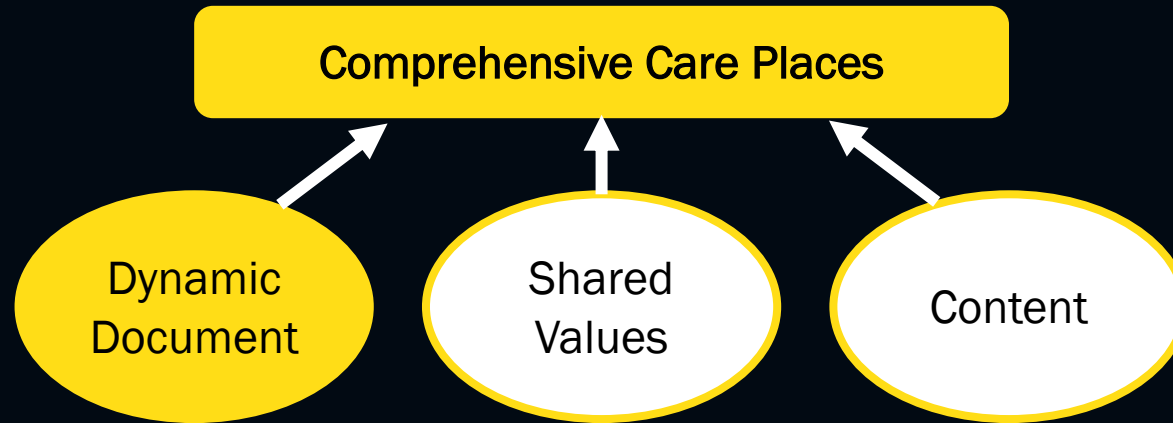 Comprehensive Care Places
Dynamic
Document
Shared
Values
Content